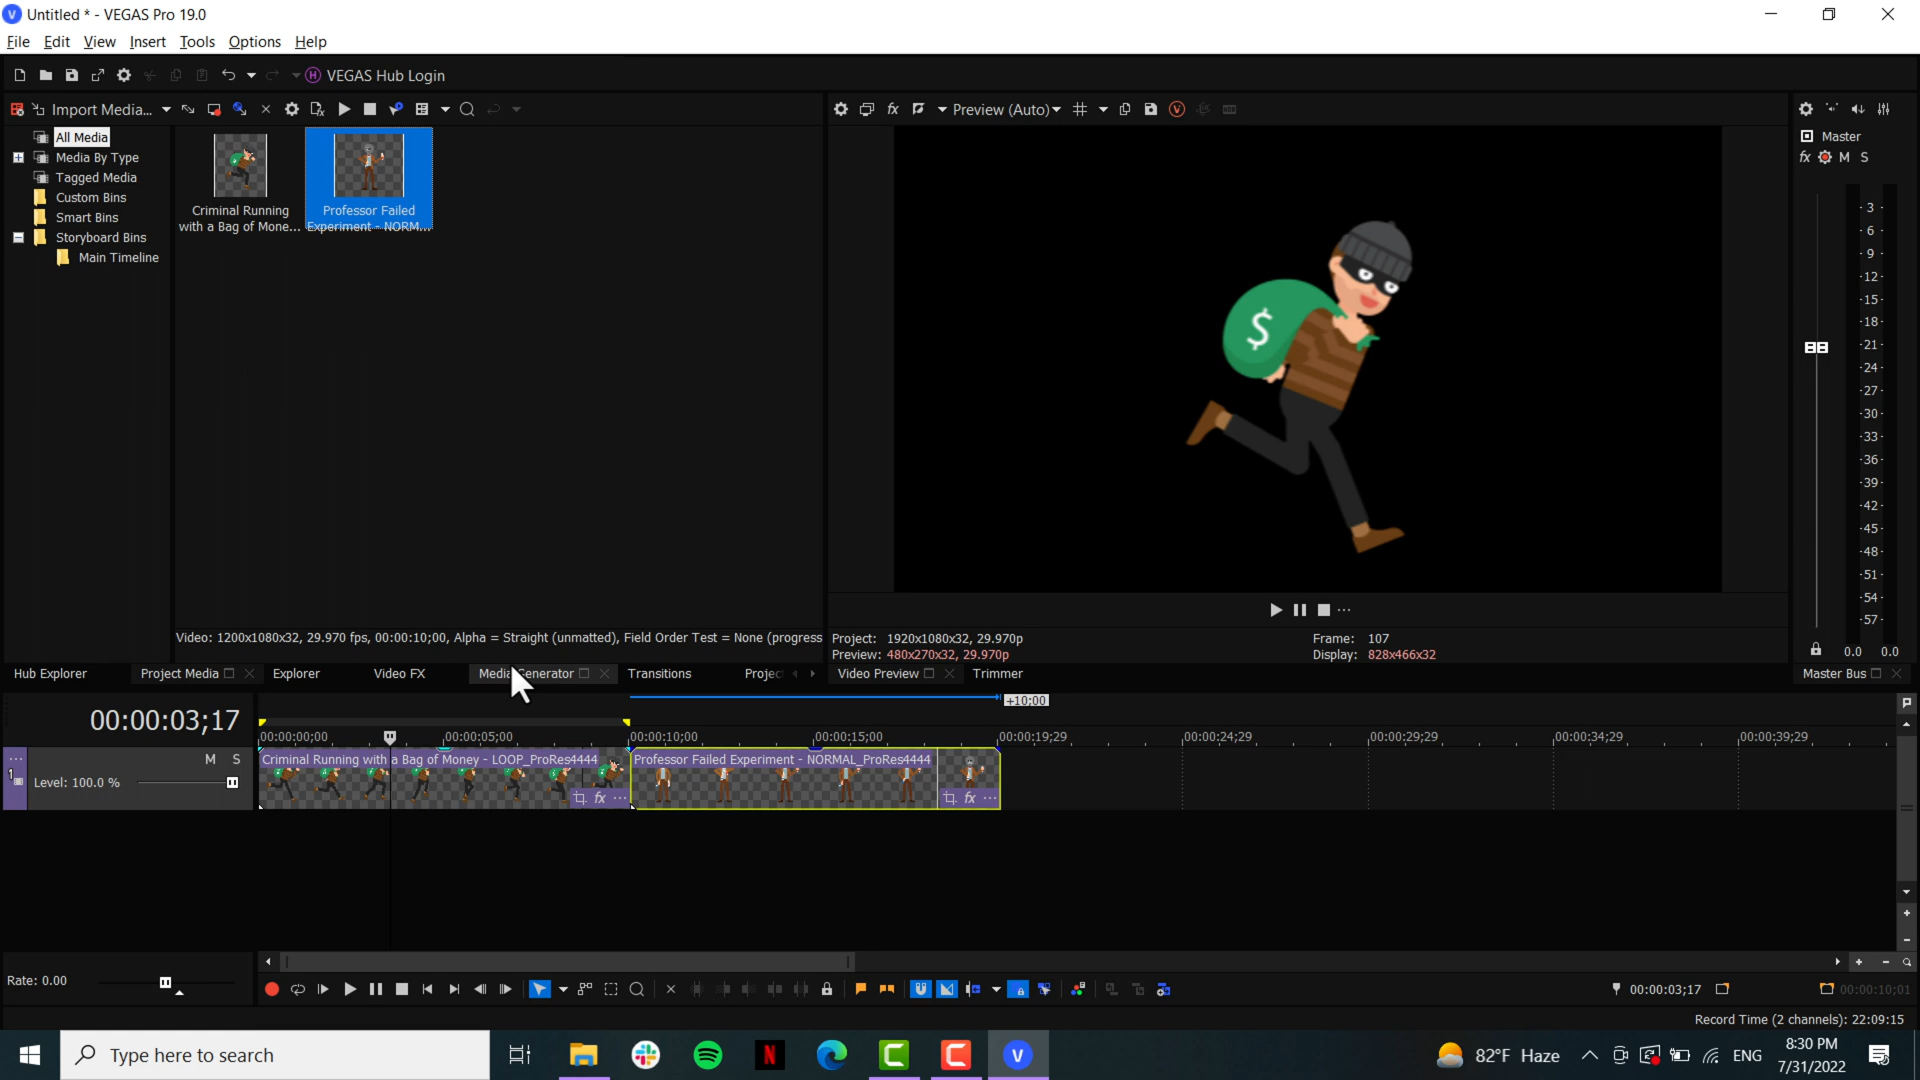 Untitled * - VEGAS Pro 19.0
File Edit View Insert Tools Options Help
VEGAS Hub Login
Import Media...
Preview (Auto)
All Media
Media By Type
Tagged Media
Custom Bins
Smart Bins
Storyboard Bins
Main Timeline
Criminal Running
with a Bag of Mone...
Professor Failed
Experiment - NORM...
$
Master
fx M S
-3-
-6-
-9-
-12-
-15-
-18-
-21-
-24-
-27-
-30-
-33-
-36-
-39-
-42-
-45-
-48-
-51-
-54-
-57-
0.0 0.0
Video: 1200x1080x32, 29.970 fps, 00:00:10;00, Alpha = Straight (unmatted), Field Order Test = None (progress
Project: 1920x1080x32, 29.970p
Preview: 480x270x32, 29.970p
Frame: 107
Display: 828x466x32
Hub Explorer Project Media Explorer Video FX Media Generator Transitions Projec
Video Preview Trimmer
Master Bus
+10;00
00:00:03;17
00:00:00;00 00:00:05;00 00:00:10;00 00:00:15;00 00:00:19;29 00:00:24;29 00:00:29;29 00:00:34;29 00:00:39;29
M S
1
Level: 100.0 %
Criminal Running with a Bag of Money - LOOP_ProRes4444
fx ...
Professor Failed Experiment - NORMAL_ProRes4444
fx ...
Rate: 0.00
00:00:03;17
00:00:10;01
Record Time (2 channels): 22:09:15
Type here to search
82°F Haze
ENG
8:30 PM
7/31/2022